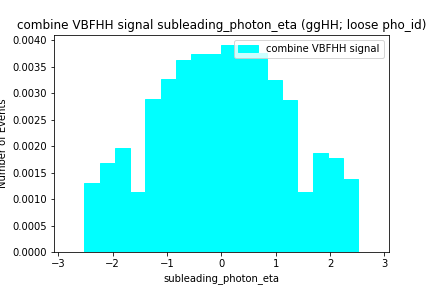 combine VBFHH signal subleading_photon_eta (ggHH; loose pho_id)
combine VBFHH signal
Number of Events
0.0040
0.0035
0.0030
0.0025
0.0020
0.0015
0.0010
0.0005
0.0000
−3 −2 −1 0 1 2 3
subleading_photon_eta